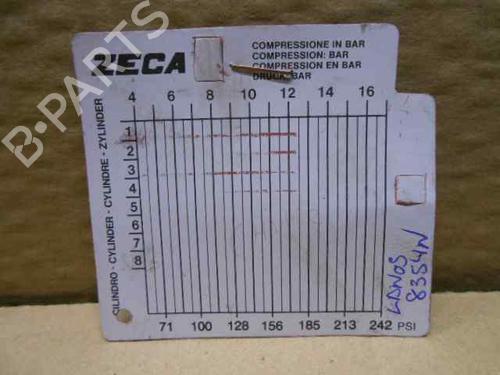 ZECA
COMPRESSIONE IN BAR
COMPRESSION: BAR
COMPRESSION EN BAR
DRUCK: BAR
4 6 8 10 12 14 16
CILINDRO - CYLINDER - CYLINDRE - ZYLINDER
1
2
3
4
5
6
7
8
71 100 128 156 185 213 242 PSI
LANOS
8354N
B-PARTS